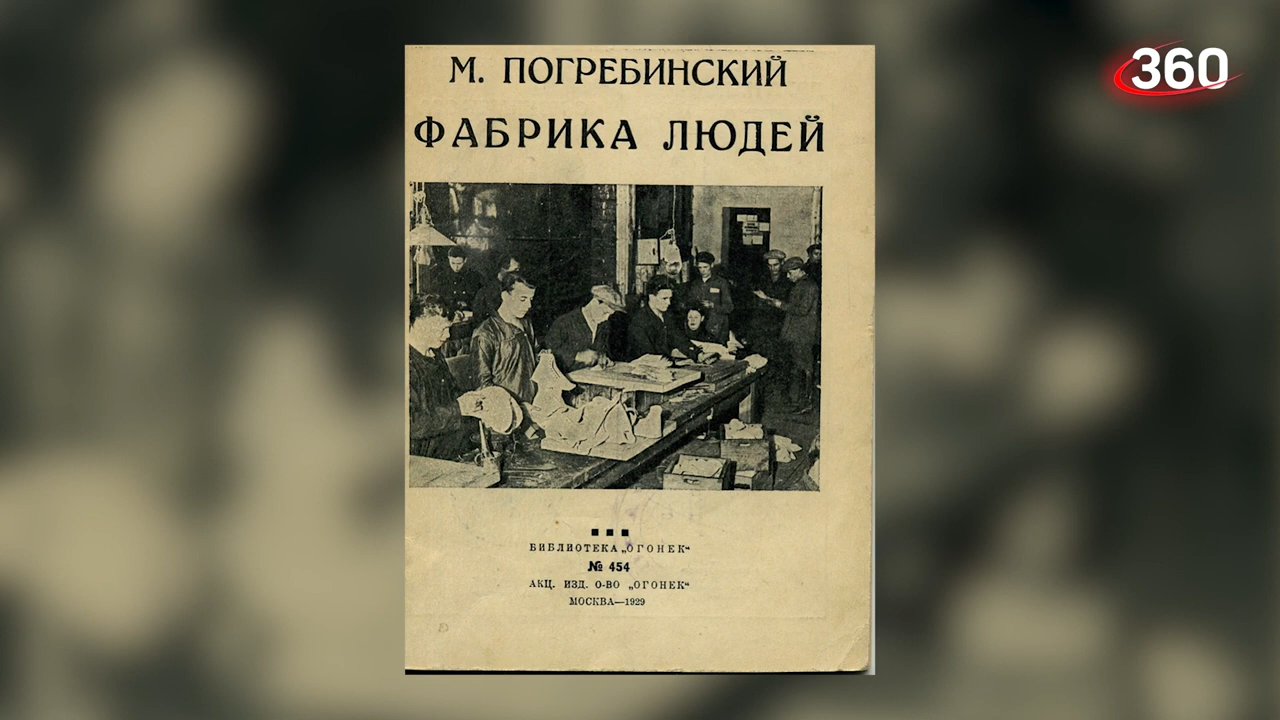 360
М. ПОГРЕБИНСКИЙ
ФАБРИКА ЛЮДЕЙ
БИБЛИОТЕКА „ОГОНЕК“
№ 454
АКЦ. ИЗД. О-ВО „ОГОНЕК“
МОСКВА—1929